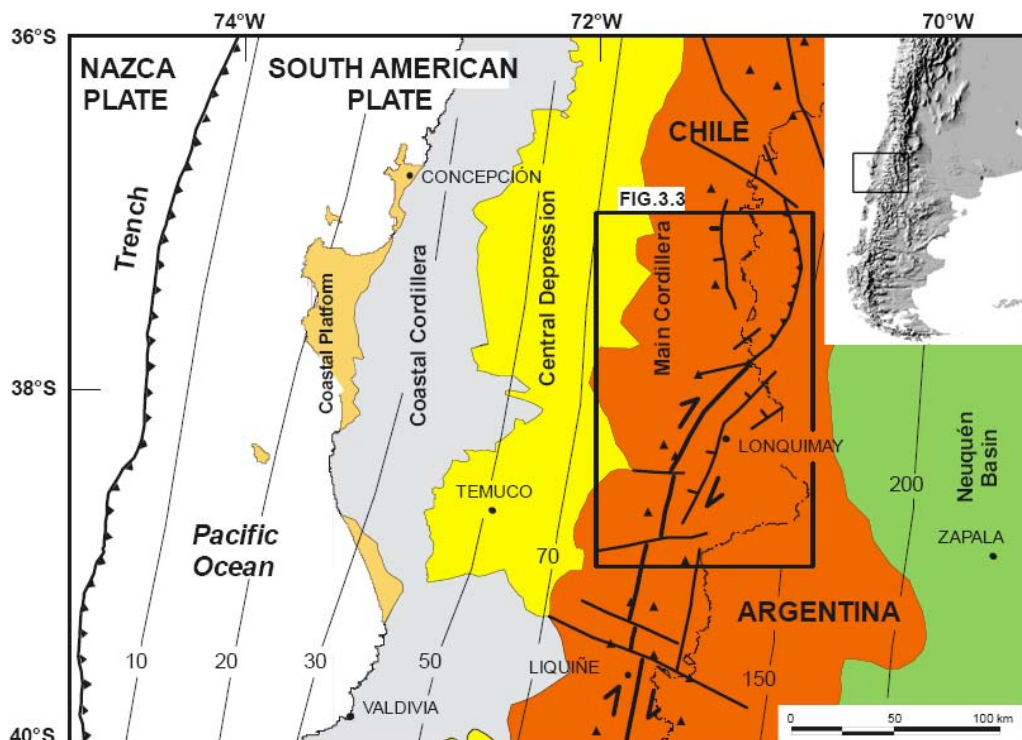 74°W
72°W
70°W
36°S
NAZCA
PLATE
SOUTH AMERICAN
PLATE
CHILE
CONCEPCIÓN
FIG.3.3
Trench
Coastal Platform
Coastal Cordillera
Central Depression
Main Cordillera
38°S
LONQUIMAY
Neuquén
Basin
200
TEMUCO
ZAPALA
Pacific
Ocean
70
ARGENTINA
10
20
30
50
LIQUIÑE
150
VALDIVIA
40°S
0 50 100 km